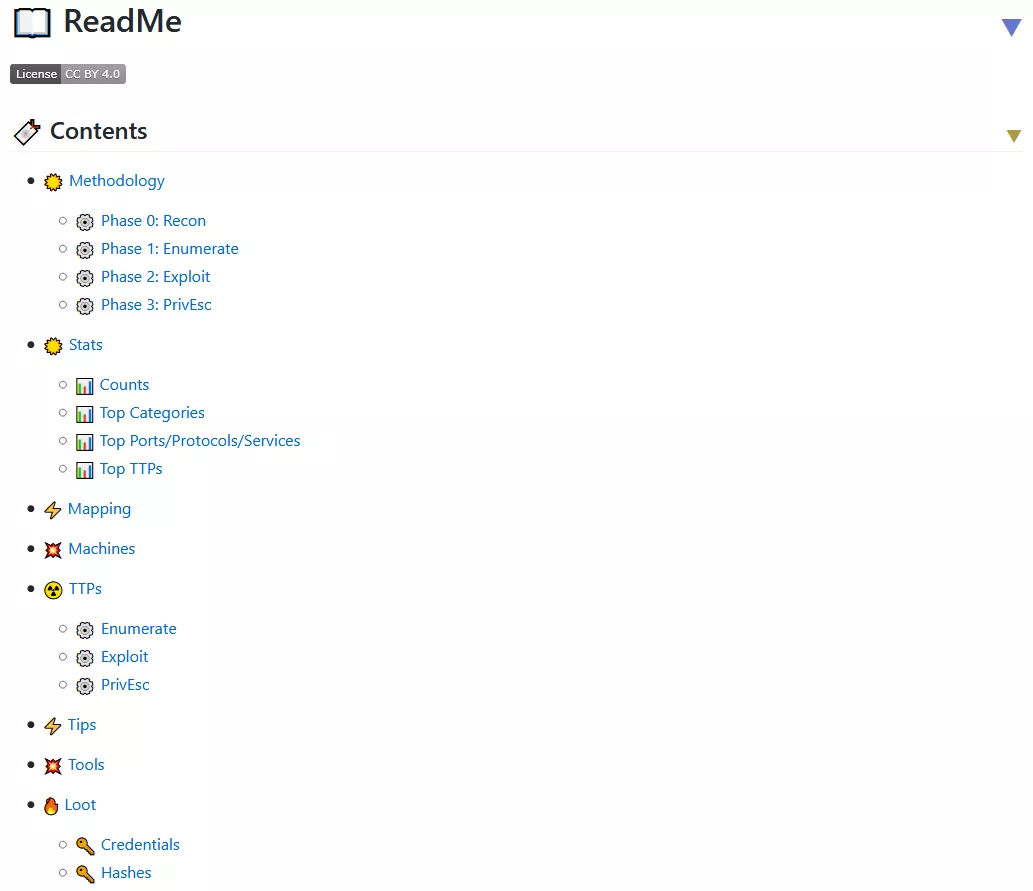 ReadMe
License CC BY 4.0
Contents
Methodology
Phase 0: Recon
Phase 1: Enumerate
Phase 2: Exploit
Phase 3: PrivEsc
Stats
Counts
Top Categories
Top Ports/Protocols/Services
Top TTPs
Mapping
Machines
TTPs
Enumerate
Exploit
PrivEsc
Tips
Tools
Loot
Credentials
Hashes